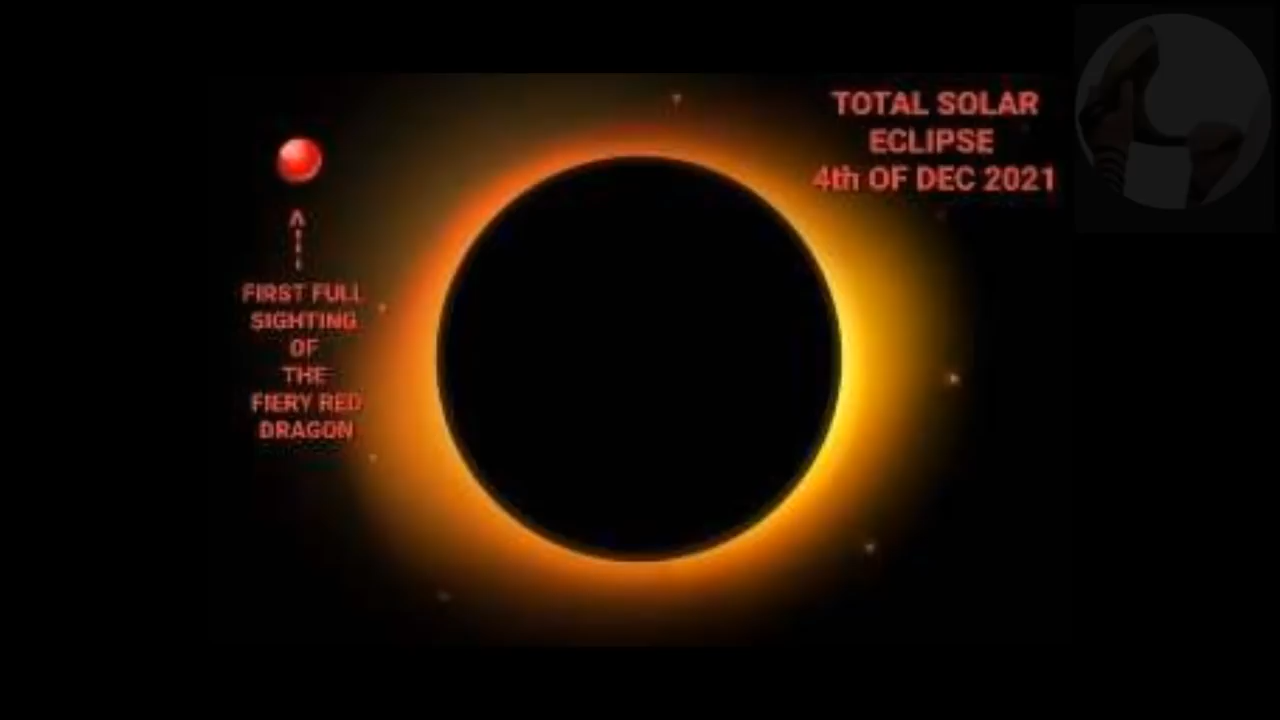 TOTAL SOLAR
ECLIPSE
4th OF DEC 2021
FIRST FULL
SIGHTING
OF
THE
FIERY RED
DRAGON